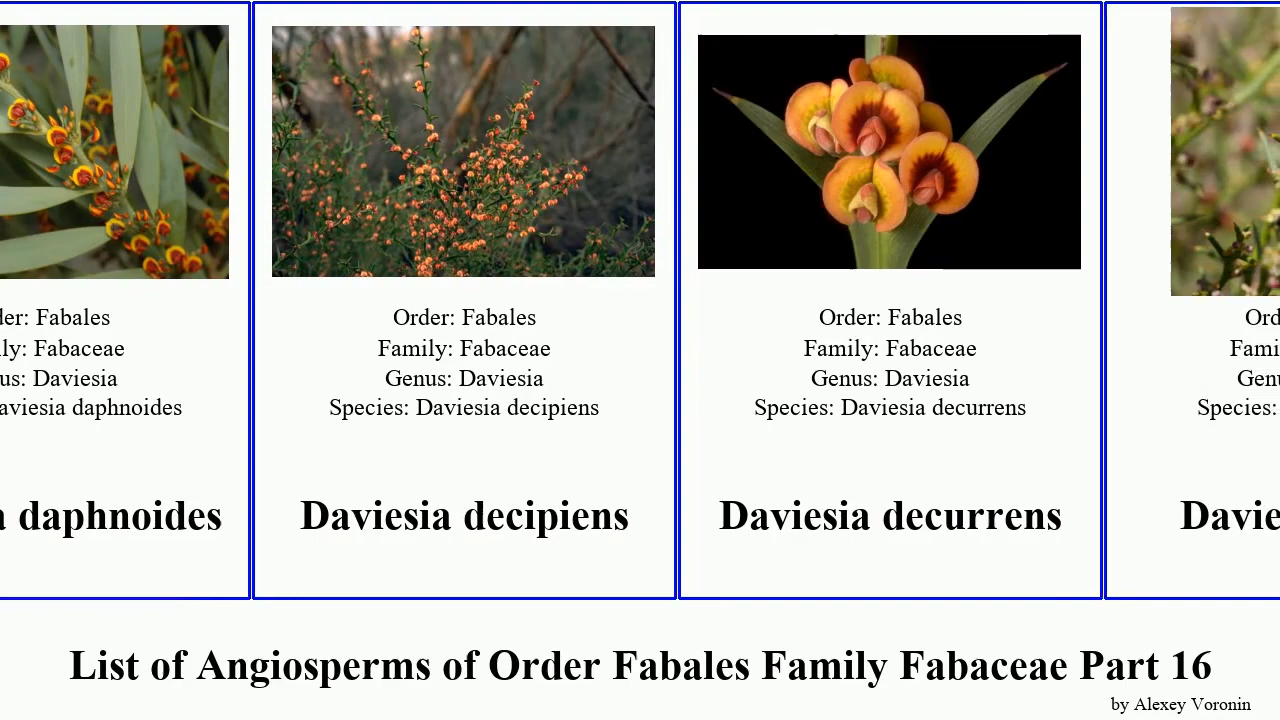 der: Fabales
ly: Fabaceae
us: Daviesia
aviesia daphnoides
a daphnoides
Order: Fabales
Family: Fabaceae
Genus: Daviesia
Species: Daviesia decipiens
Daviesia decipiens
Order: Fabales
Family: Fabaceae
Genus: Daviesia
Species: Daviesia decurrens
Daviesia decurrens
Ord
Fami
Genu
Species:
Davie
List of Angiosperms of Order Fabales Family Fabaceae Part 16
by Alexey Voronin